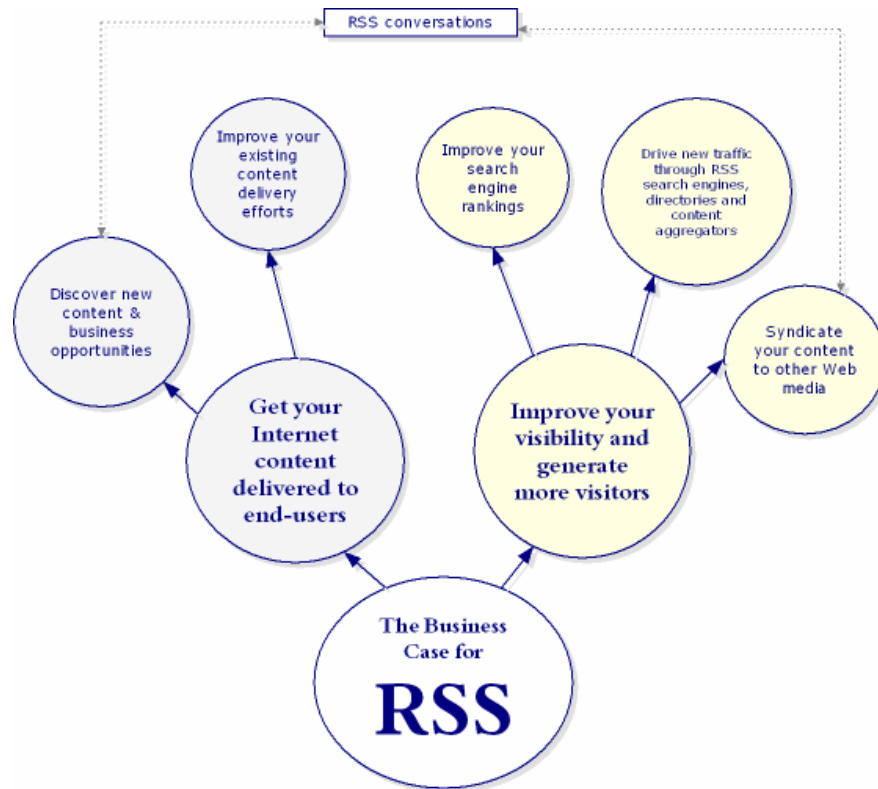 RSS conversations
Improve your
existing
content
delivery
efforts
Improve your
search
engine
rankings
Drive new traffic
through RSS
search engines,
directories and
content
aggregators
Discover new
content &
business
opportunities
Syndicate
your content
to other Web
media
Get your
Internet
content
delivered to
end-users
Improve your
visibility and
generate
more visitors
The Business
Case for
RSS